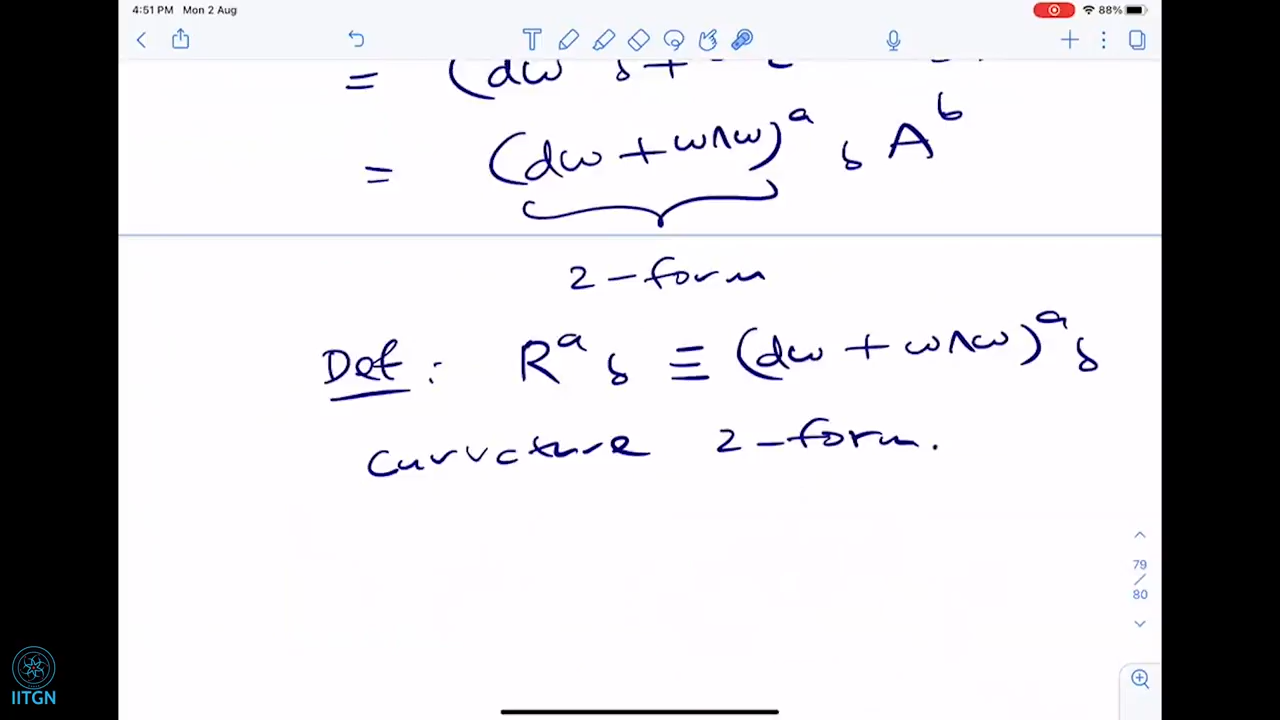 4:51 PM Mon 2 Aug
88%
= (dω b +
= (dω + ω∧ω)^a_b A^b
2-form
Def: R^a_b ≡ (dω + ω∧ω)^a_b
curvature 2-form.
79
/
80
IITGN